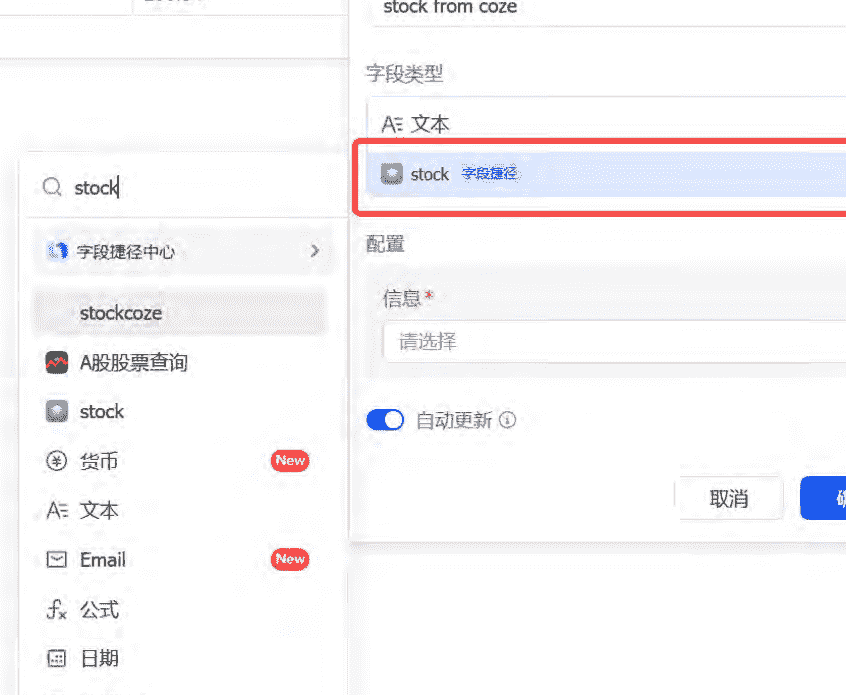 stock from coze
字段类型
文本
stock 字段捷径
配置
信息*
请选择
自动更新
取消
stock
字段捷径中心
stockcoze
A股股票查询
stock
货币 New
文本
Email New
公式
日期